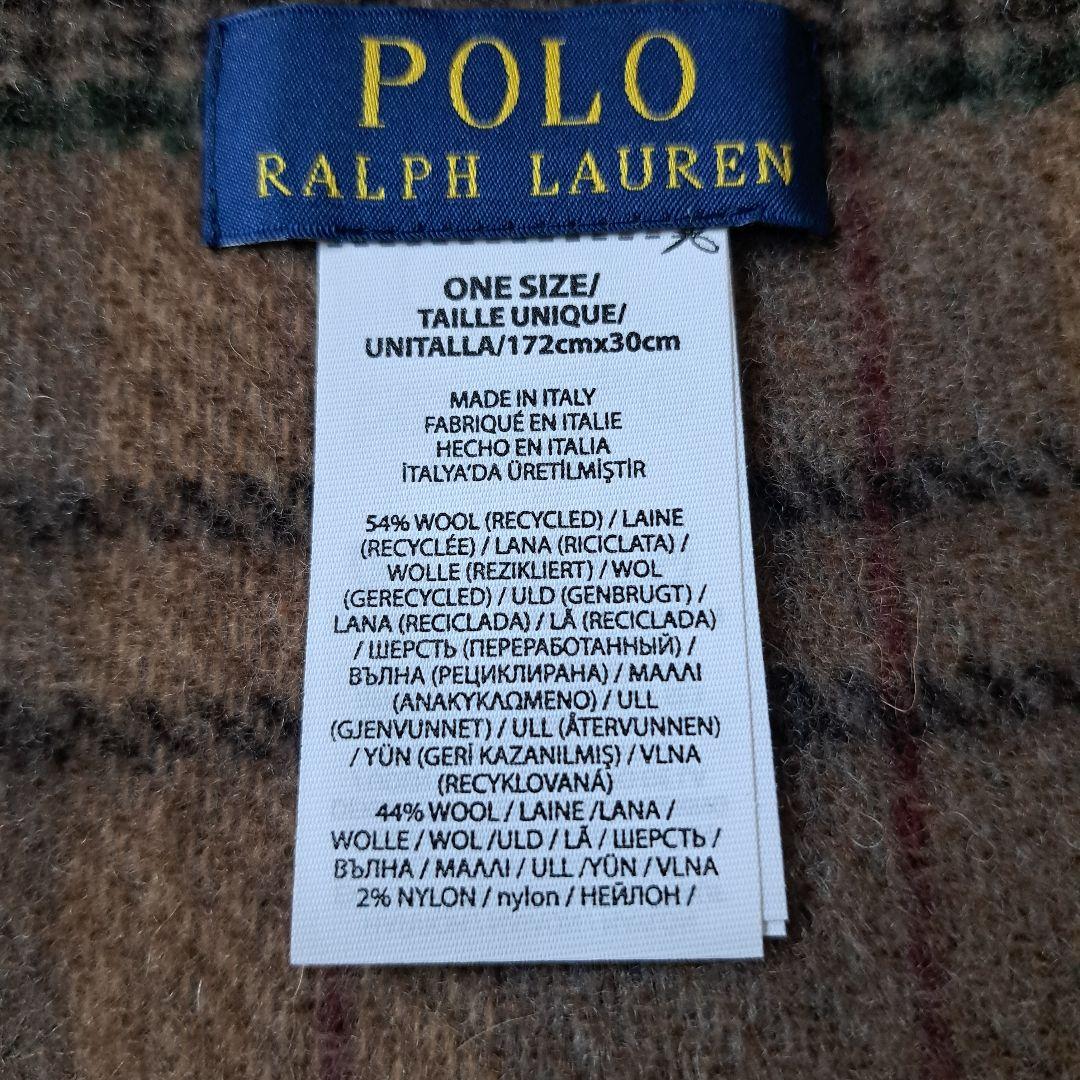 POLO
RALPH LAUREN
ONE SIZE/
TAILLE UNIQUE/
UNITALLA/172cmx30cm
MADE IN ITALY
FABRIQUÉ EN ITALIE
HECHO EN ITALIA
İTALYA'DA ÜRETİLMİŞTİR
54% WOOL (RECYCLED) / LAINE
(RECYCLÉE) / LANA (RICICLATA) /
WOLLE (REZIKLIERT) / WOL
(GERECYCLED) / ULD (GENBRUGT) /
LANA (RECICLADA) / LÃ (RECICLADA)
/ ШЕРСТЬ (ПЕРЕРАБОТАННЫЙ) /
ВЪЛНА (РЕЦИКЛИРАНА) / ΜΑΛΛΙ
(ΑΝΑΚΥΚΛΩΜΕΝΟ) / ULL
(GJENVUNNET) / ULL (ÅTERVUNNEN)
/ YÜN (GERİ KAZANILMIŞ) / VLNA
(RECYKLOVANÁ)
44% WOOL / LAINE /LANA /
WOLLE / WOL /ULD / LÃ / ШЕРСТЬ /
ВЪЛНА / ΜΑΛΛΙ / ULL /YÜN / VLNA
2% NYLON / nylon / НЕЙЛОН /